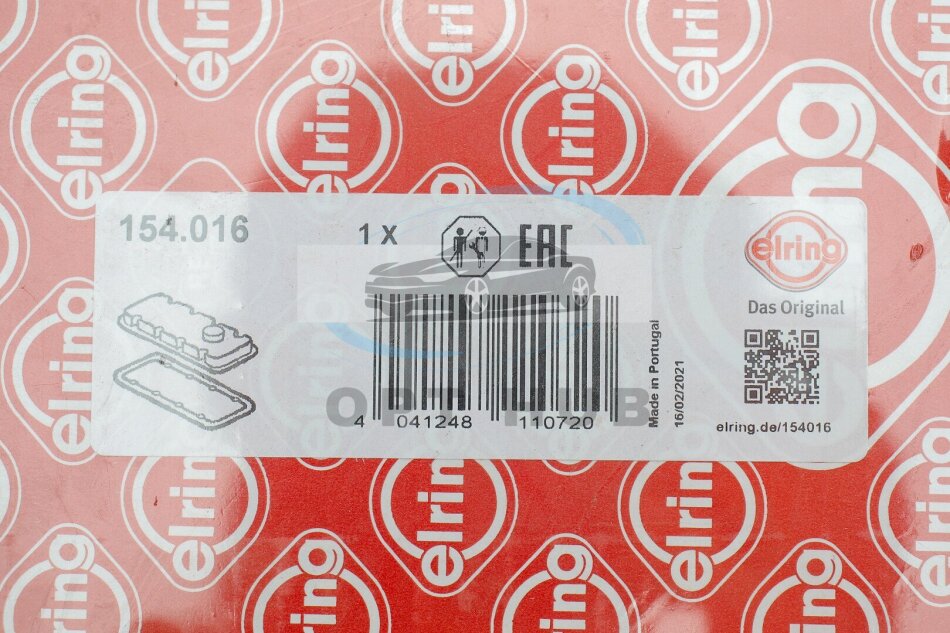 154.016
1 X
EAC
elring
Das Original
4 041248 110720
Made in Portugal
16/02/2021
elring.de/154016
elring